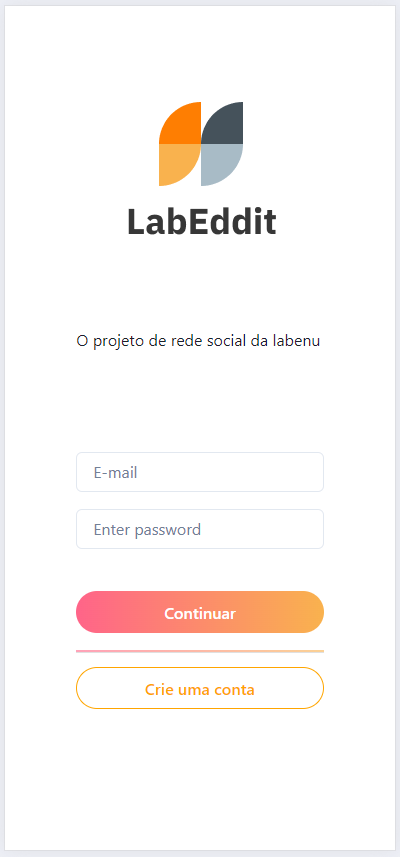 LabEddit
O projeto de rede social da labenu
E-mail
Enter password
Continuar
Crie uma conta